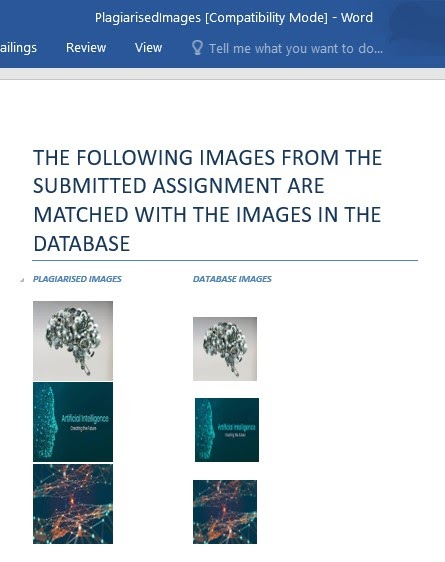 PlagiarisedImages [Compatibility Mode] - Word
ailings Review View Tell me what you want to do...
THE FOLLOWING IMAGES FROM THE
SUBMITTED ASSIGNMENT ARE
MATCHED WITH THE IMAGES IN THE
DATABASE
PLAGIARISED IMAGES DATABASE IMAGES
Artificial Intelligence
Creating the Future
Artificial Intelligence
Creating the Future